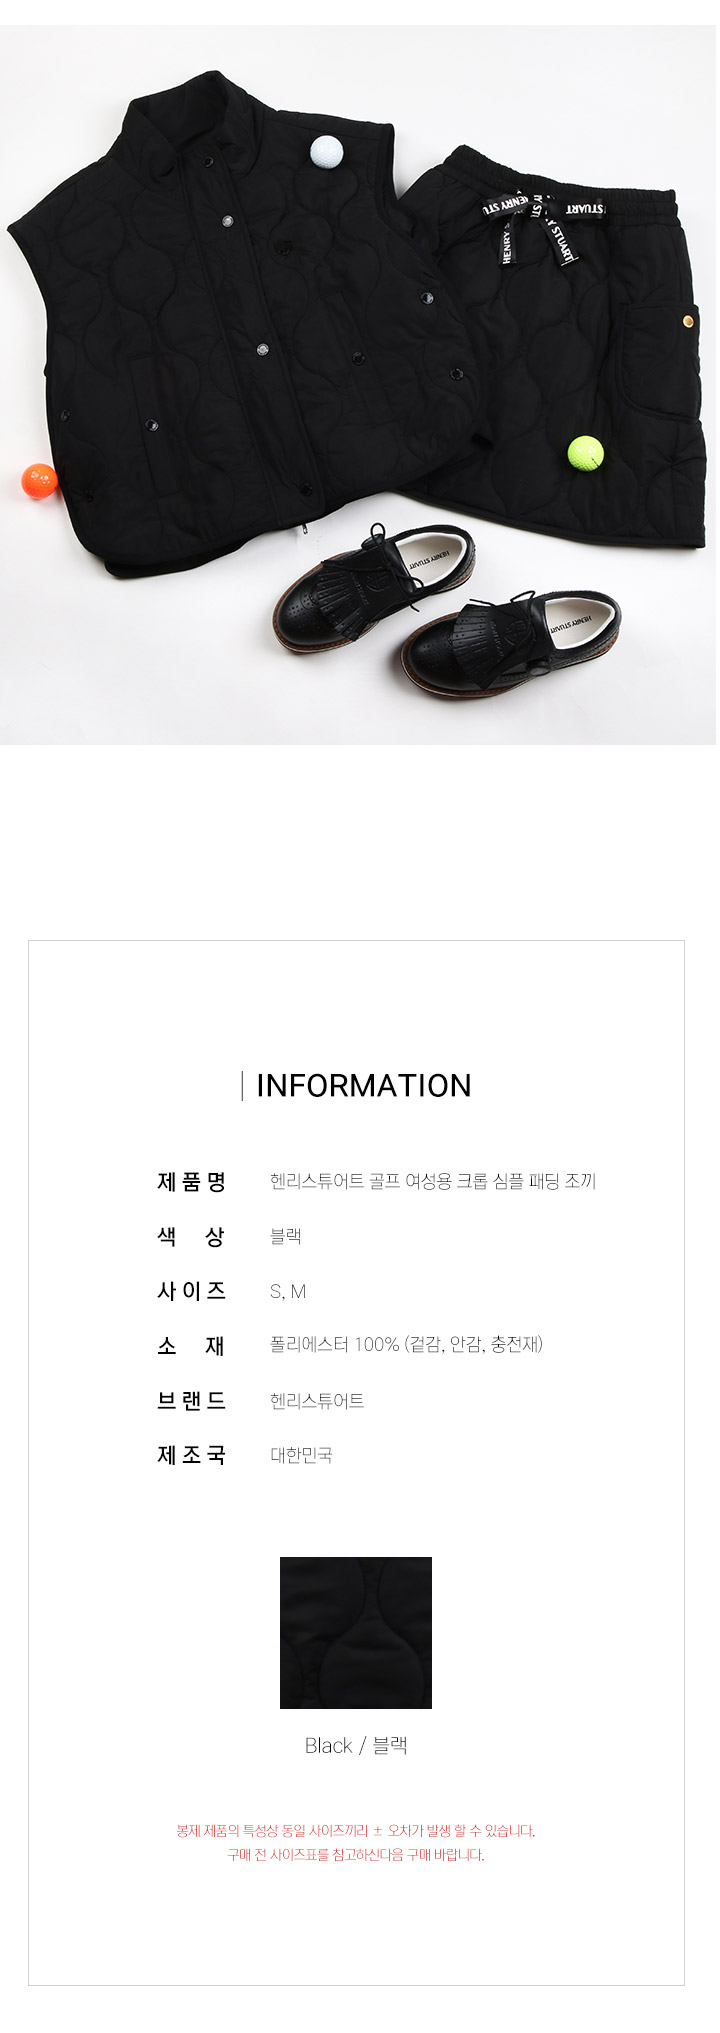 HENRY STUART
STUART
HENRY STUART
HENRY STUART
HENRY STUART
INFORMATION
제품명 헨리스튜어트 골프 여성용 크롭 심플 패딩 조끼
색 상 블랙
사이즈 S, M
소 재 폴리에스터 100% (겉감, 안감, 충전재)
브랜드 헨리스튜어트
제조국 대한민국
Black / 블랙
봉제 제품의 특성상 동일 사이즈끼리 ± 오차가 발생 할 수 있습니다.
구매 전 사이즈표를 참고하신다음 구매 바랍니다.